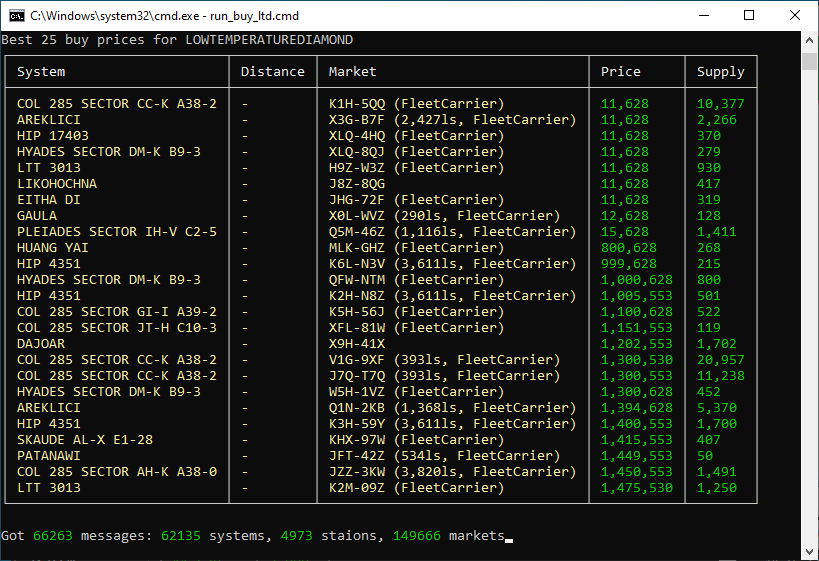 C:\Windows\system32\cmd.exe - run_buy_ltd.cmd
Best 25 buy prices for LOWTEMPERATUREDIAMOND
System Distance Market Price Supply
COL 285 SECTOR CC-K A38-2 - K1H-5QQ (FleetCarrier) 11,628 10,377
AREKLICI - X3G-B7F (2,427ls, FleetCarrier) 11,628 2,266
HIP 17403 - XLQ-4HQ (FleetCarrier) 11,628 370
HYADES SECTOR DM-K B9-3 - XLQ-8QJ (FleetCarrier) 11,628 279
LTT 3013 - H9Z-W3Z (FleetCarrier) 11,628 930
LIKOHOCHNA - J8Z-8QG 11,628 417
EITHA DI - JHG-72F (FleetCarrier) 11,628 319
GAULA - X0L-WVZ (290ls, FleetCarrier) 12,628 128
PLEIADES SECTOR IH-V C2-5 - Q5M-46Z (1,116ls, FleetCarrier) 15,628 1,411
HUANG YAI - MLK-GHZ (FleetCarrier) 800,628 268
HIP 4351 - K6L-N3V (3,611ls, FleetCarrier) 999,628 215
HYADES SECTOR DM-K B9-3 - QFW-NTM (FleetCarrier) 1,000,628 800
HIP 4351 - K2H-N8Z (3,611ls, FleetCarrier) 1,005,553 501
COL 285 SECTOR GI-I A39-2 - K5H-56J (FleetCarrier) 1,100,628 522
COL 285 SECTOR JT-H C10-3 - XFL-81W (FleetCarrier) 1,151,553 119
DAJOAR - X9H-41X 1,202,553 1,702
COL 285 SECTOR CC-K A38-2 - V1G-9XF (393ls, FleetCarrier) 1,300,530 20,957
COL 285 SECTOR CC-K A38-2 - J7Q-T7Q (393ls, FleetCarrier) 1,300,553 11,238
HYADES SECTOR DM-K B9-3 - W5H-1VZ (FleetCarrier) 1,300,628 452
AREKLICI - Q1N-2KB (1,368ls, FleetCarrier) 1,394,628 5,370
HIP 4351 - K3H-59Y (3,611ls, FleetCarrier) 1,400,553 1,700
SKAUDE AL-X E1-28 - KHX-97W (FleetCarrier) 1,415,553 407
PATANAWI - JFT-42Z (534ls, FleetCarrier) 1,449,553 50
COL 285 SECTOR AH-K A38-0 - JZZ-3KW (3,820ls, FleetCarrier) 1,450,553 1,491
LTT 3013 - K2M-09Z (FleetCarrier) 1,475,530 1,250
Got 66263 messages: 62135 systems, 4973 staions, 149666 markets